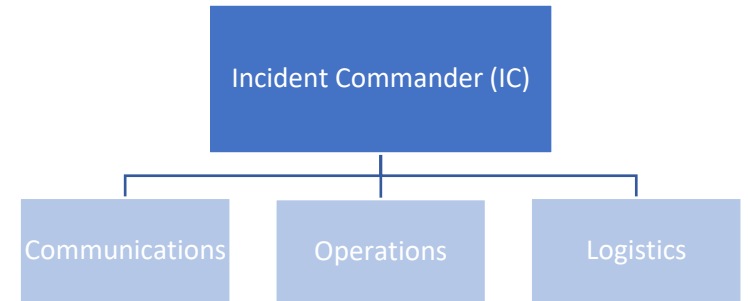 Incident Commander (IC)
Communications
Operations
Logistics